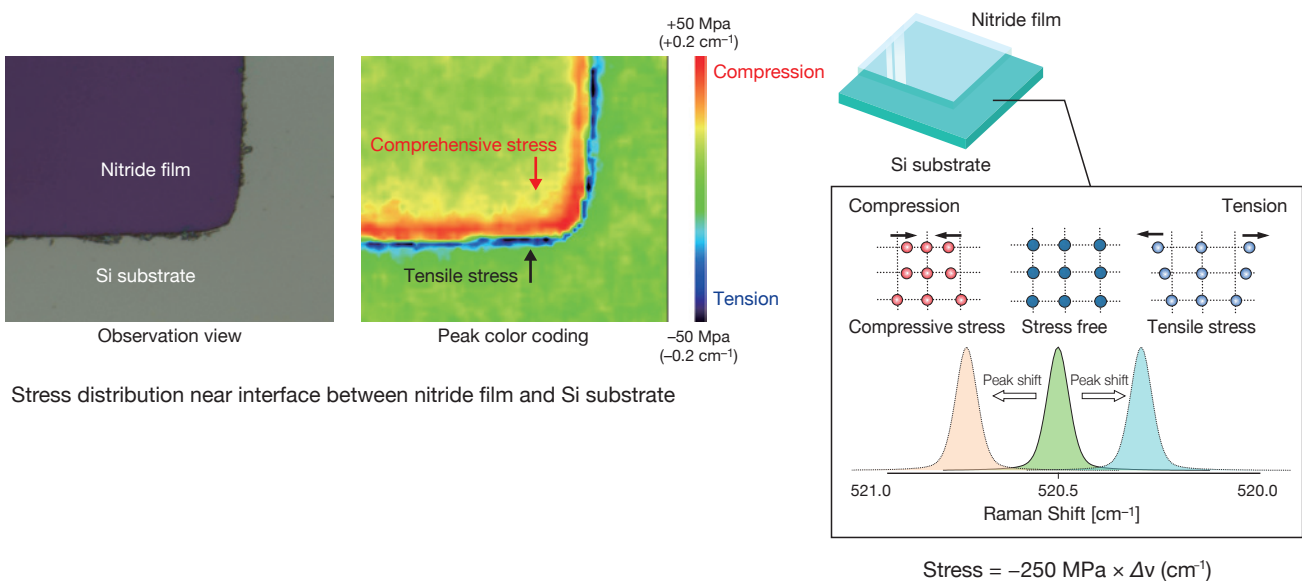 +50 Mpa
(+0.2 cm⁻¹)
Compression
Nitride film
Comprehensive stress
Si substrate
Tensile stress
Tension
Observation view
Peak color coding
−50 Mpa
(−0.2 cm⁻¹)
Stress distribution near interface between nitride film and Si substrate
Nitride film
Si substrate
Compression
Tension
Compressive stress
Stress free
Tensile stress
Peak shift
Peak shift
521.0
520.5
520.0
Raman Shift [cm⁻¹]
Stress = −250 MPa × Δv (cm⁻¹)